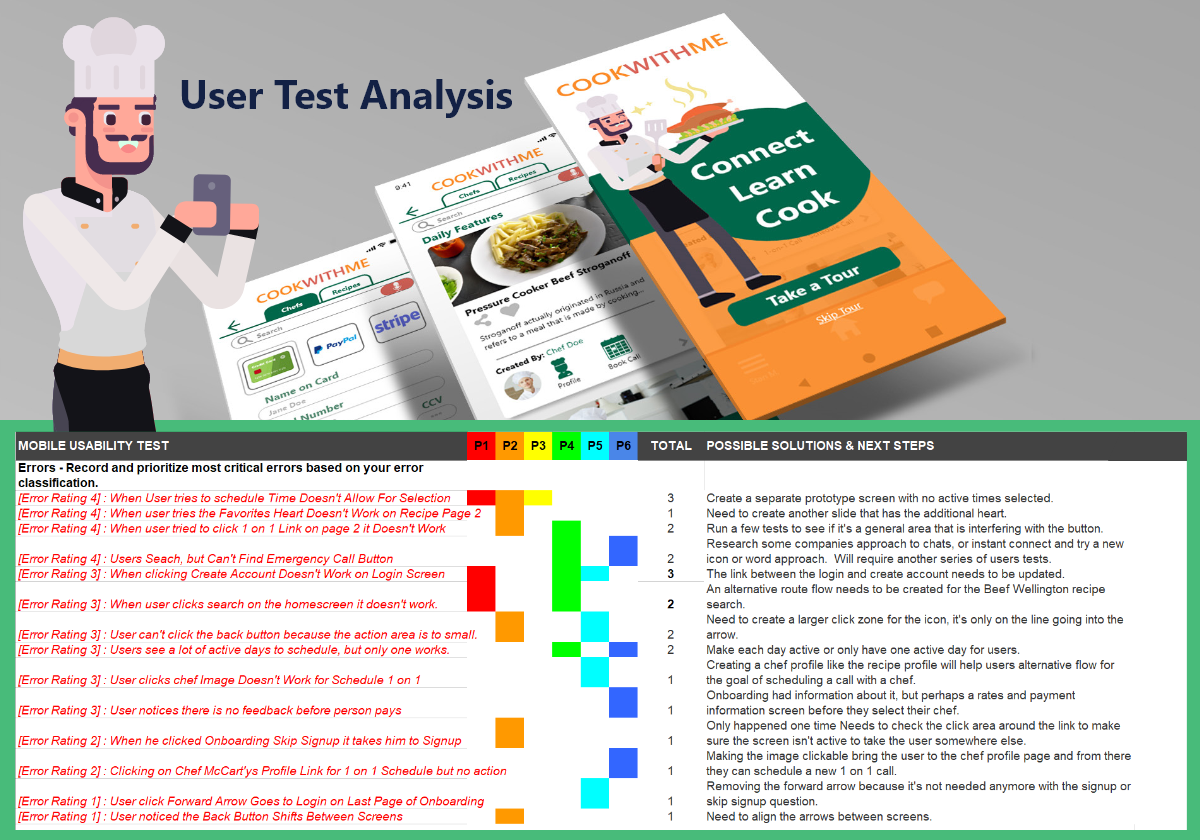 User Test Analysis
COOKWITHME
Connect
Learn
Cook
Take a Tour
Skip Tour
9:41
COOKWITHME
Chefs
Recipes
Search
Daily Features
Pressure Cooker Beef Stroganoff
Stroganoff actually originated in Russia and
refers to a meal that is made by cooking...
Created By: Chef Doe
Profile
Book Call
COOKWITHME
Chefs
Recipes
Search
PayPal
stripe
Name on Card
Jane Doe
Number
CCV
MOBILE USABILITY TEST P1 P2 P3 P4 P5 P6 TOTAL POSSIBLE SOLUTIONS & NEXT STEPS
Errors - Record and prioritize most critical errors based on your error
classification.
[Error Rating 4] : When User tries to schedule Time Doesn't Allow For Selection 3 Create a separate prototype screen with no active times selected.
[Error Rating 4] : When user tries the Favorites Heart Doesn't Work on Recipe Page 2 1 Need to create another slide that has the additional heart.
[Error Rating 4] : When user tried to click 1 on 1 Link on page 2 it Doesn't Work 2 Run a few tests to see if it's a general area that is interfering with the button.
Research some companies approach to chats, or instant connect and try a new
[Error Rating 4] : Users Seach, but Can't Find Emergency Call Button 2 icon or word approach. Will require another series of users tests.
[Error Rating 3] : When clicking Create Account Doesn't Work on Login Screen 3 The link between the login and create account needs to be updated.
An alternative route flow needs to be created for the Beef Wellington recipe
[Error Rating 3] : When user clicks search on the homescreen it doesn't work. 2 search.
Need to create a larger click zone for the icon, it's only on the line going into the
[Error Rating 3] : User can't click the back button because the action area is to small. 2 arrow.
[Error Rating 3] : Users see a lot of active days to schedule, but only one works. 2 Make each day active or only have one active day for users.
Creating a chef profile like the recipe profile will help users alternative flow for
[Error Rating 3] : User clicks chef Image Doesn't Work for Schedule 1 on 1 1 the goal of scheduling a call with a chef.
Onboarding had information about it, but perhaps a rates and payment
[Error Rating 3] : User notices there is no feedback before person pays 1 information screen before they select their chef.
Only happened one time Needs to check the click area around the link to make
[Error Rating 2] : When he clicked Onboarding Skip Signup it takes him to Signup 1 sure the screen isn't active to take the user somewhere else.
Making the image clickable bring the user to the chef profile page and from there
[Error Rating 2] : Clicking on Chef McCart'ys Profile Link for 1 on 1 Schedule but no action 1 they can schedule a new 1 on 1 call.
Removing the forward arrow because it's not needed anymore with the signup or
[Error Rating 1] : User click Forward Arrow Goes to Login on Last Page of Onboarding 1 skip signup question.
[Error Rating 1] : User noticed the Back Button Shifts Between Screens 1 Need to align the arrows between screens.